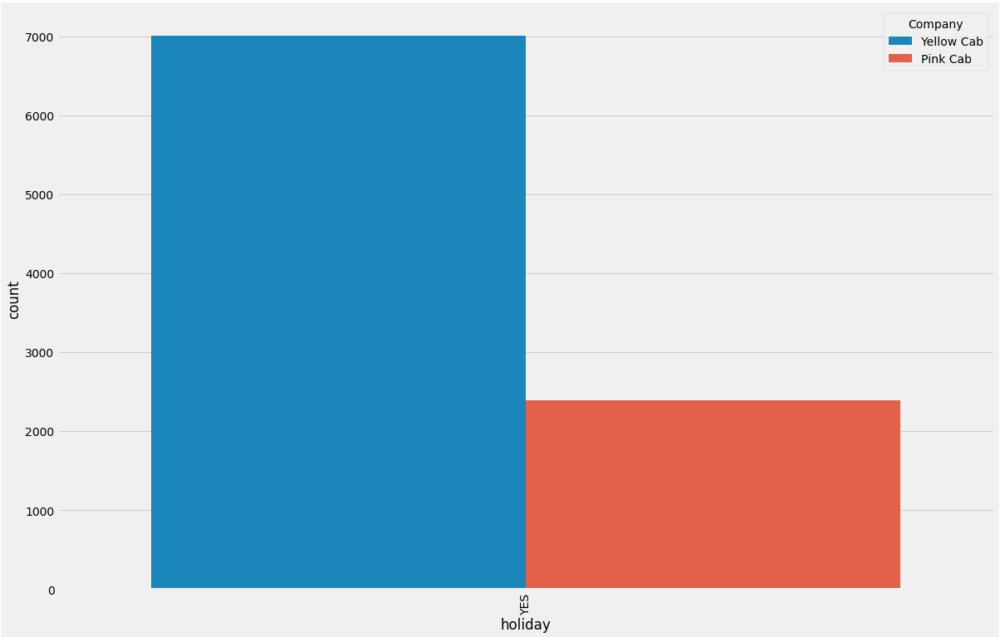 Company
Yellow Cab
Pink Cab
7000
6000
5000
4000
3000
2000
1000
0
count
YES
holiday